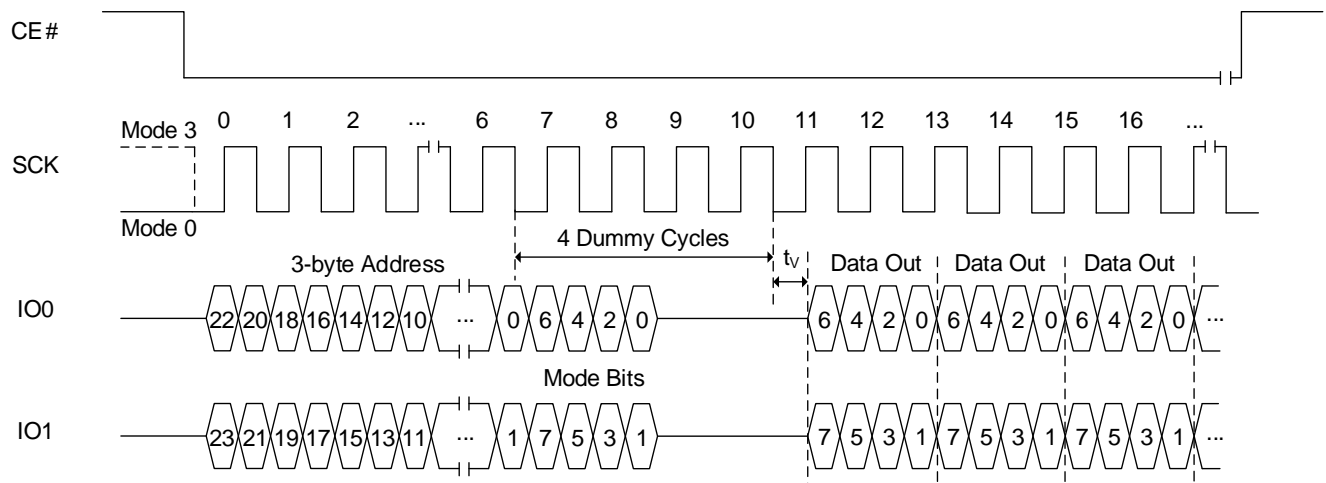 CE#
Mode 3
0 1 2 ... 6 7 8 9 10 11 12 13 14 15 16 ...
SCK
Mode 0
4 Dummy Cycles
3-byte Address
tV
Data Out Data Out Data Out
IO0
22 20 18 16 14 12 10 ... 0 6 4 2 0 6 4 2 0 6 4 2 0 6 4 2 0 ...
Mode Bits
IO1
23 21 19 17 15 13 11 ... 1 7 5 3 1 7 5 3 1 7 5 3 1 7 5 3 1 ...